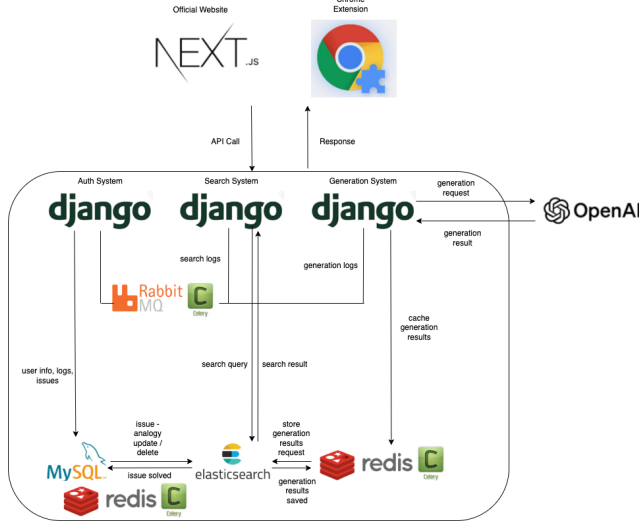 Official Website
Chrome
Extension
NEXT.JS
API Call
Response
Auth System
Search System
Generation System
django
django
django
generation
request
OpenAI
generation
result
search logs
generation logs
Rabbit
MQ
C
Celery
cache
generation
results
user info, logs,
issues
search query
search result
issue -
analogy
update /
delete
store
generation
results
request
MySQL
issue solved
elasticsearch
generation
results
saved
redis
C
Celery
redis
C
Celery